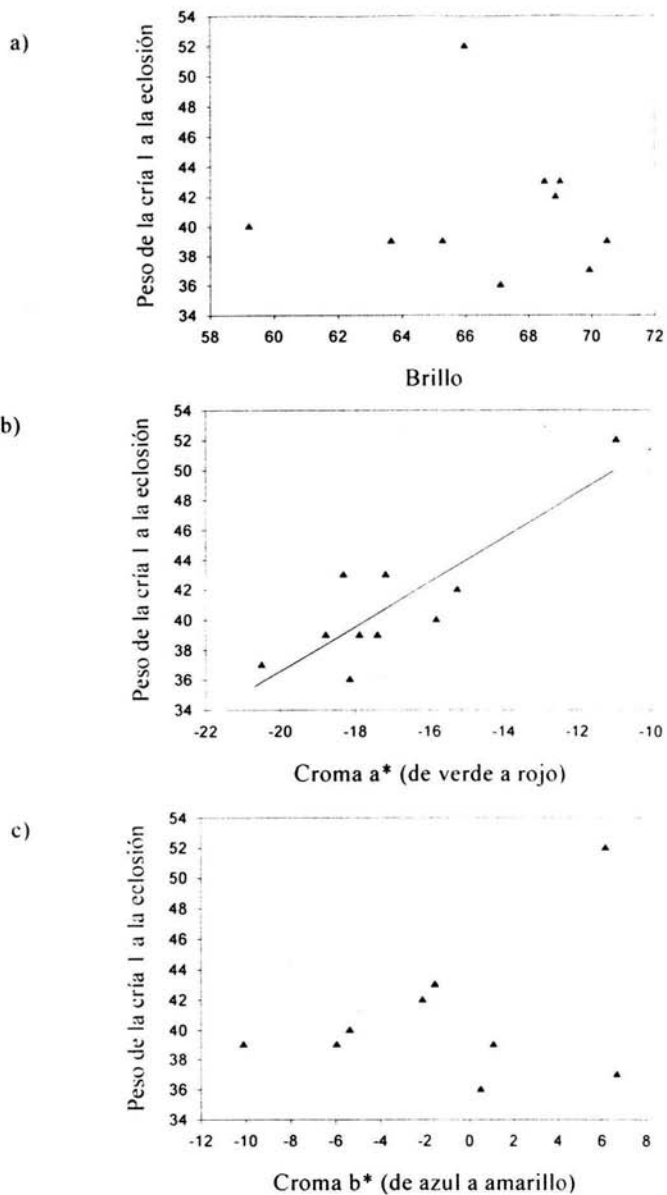 a)
Peso de la cría 1 a la eclosión
54
52
50
48
46
44
42
40
38
36
34
58 60 62 64 66 68 70 72
Brillo
b)
Peso de la cría 1 a la eclosión
54
52
50
48
46
44
42
40
38
36
34
-22 -20 -18 -16 -14 -12 -10
Croma a* (de verde a rojo)
c)
Peso de la cría 1 a la eclosión
54
52
50
48
46
44
42
40
38
36
34
-12 -10 -8 -6 -4 -2 0 2 4 6 8
Croma b* (de azul a amarillo)